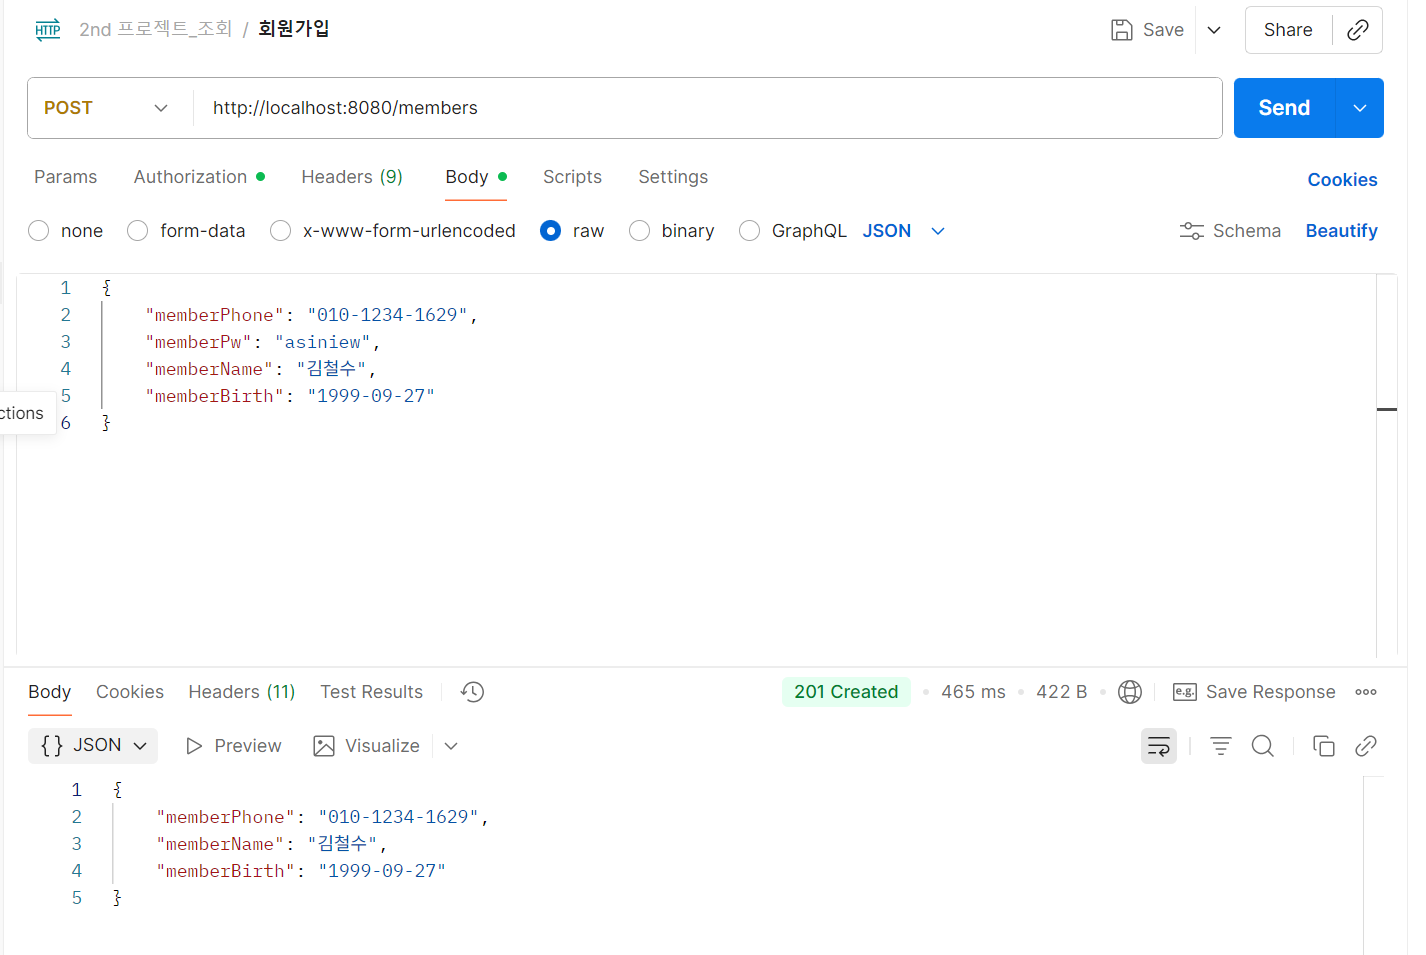 HTTP 2nd 프로젝트_조회 / 회원가입 Save Share
POST http://localhost:8080/members Send
Params Authorization Headers (9) Body Scripts Settings Cookies
none form-data x-www-form-urlencoded raw binary GraphQL JSON Schema Beautify
1 {
2 "memberPhone": "010-1234-1629",
3 "memberPw": "asiniew",
4 "memberName": "김철수",
5 "memberBirth": "1999-09-27"
ctions
6 }
Body Cookies Headers (11) Test Results 201 Created 465 ms 422 B e.g. Save Response
{} JSON Preview Visualize
1 {
2 "memberPhone": "010-1234-1629",
3 "memberName": "김철수",
4 "memberBirth": "1999-09-27"
5 }